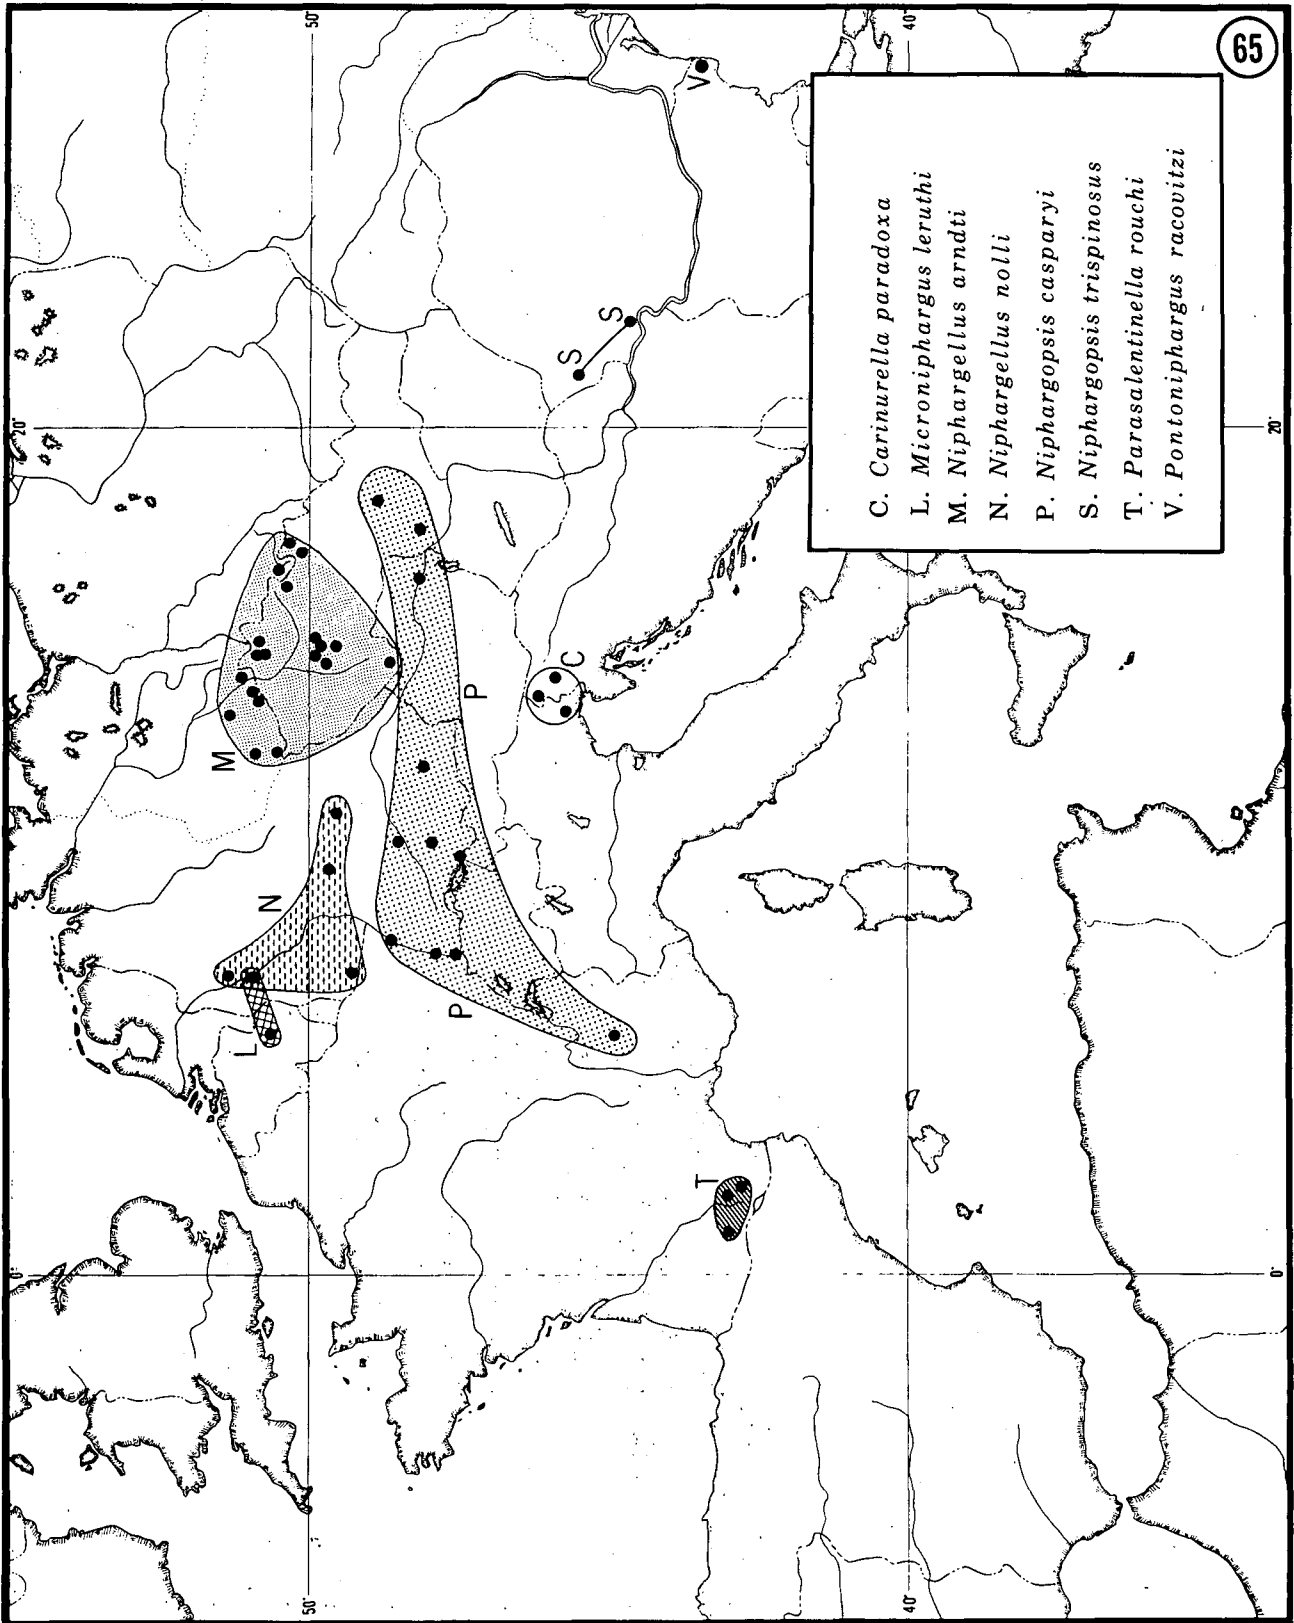 65
C. Carinurella paradoxa
L. Microniphargus leruthi
M. Niphargellus arndti
N. Niphargellus nolli
P. Niphargopsis casparyi
S. Niphargopsis trispinosus
T. Parasalentinella rouchi
V. Pontoniphargus racovitzi
50°
40°
20°
0°
50°
40°
20°
0°
M
N
L
P
P
C
S
S
V
T